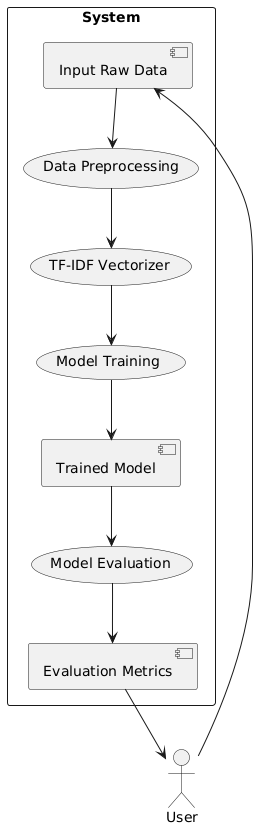 System
Input Raw Data
Data Preprocessing
TF-IDF Vectorizer
Model Training
Trained Model
Model Evaluation
Evaluation Metrics
User